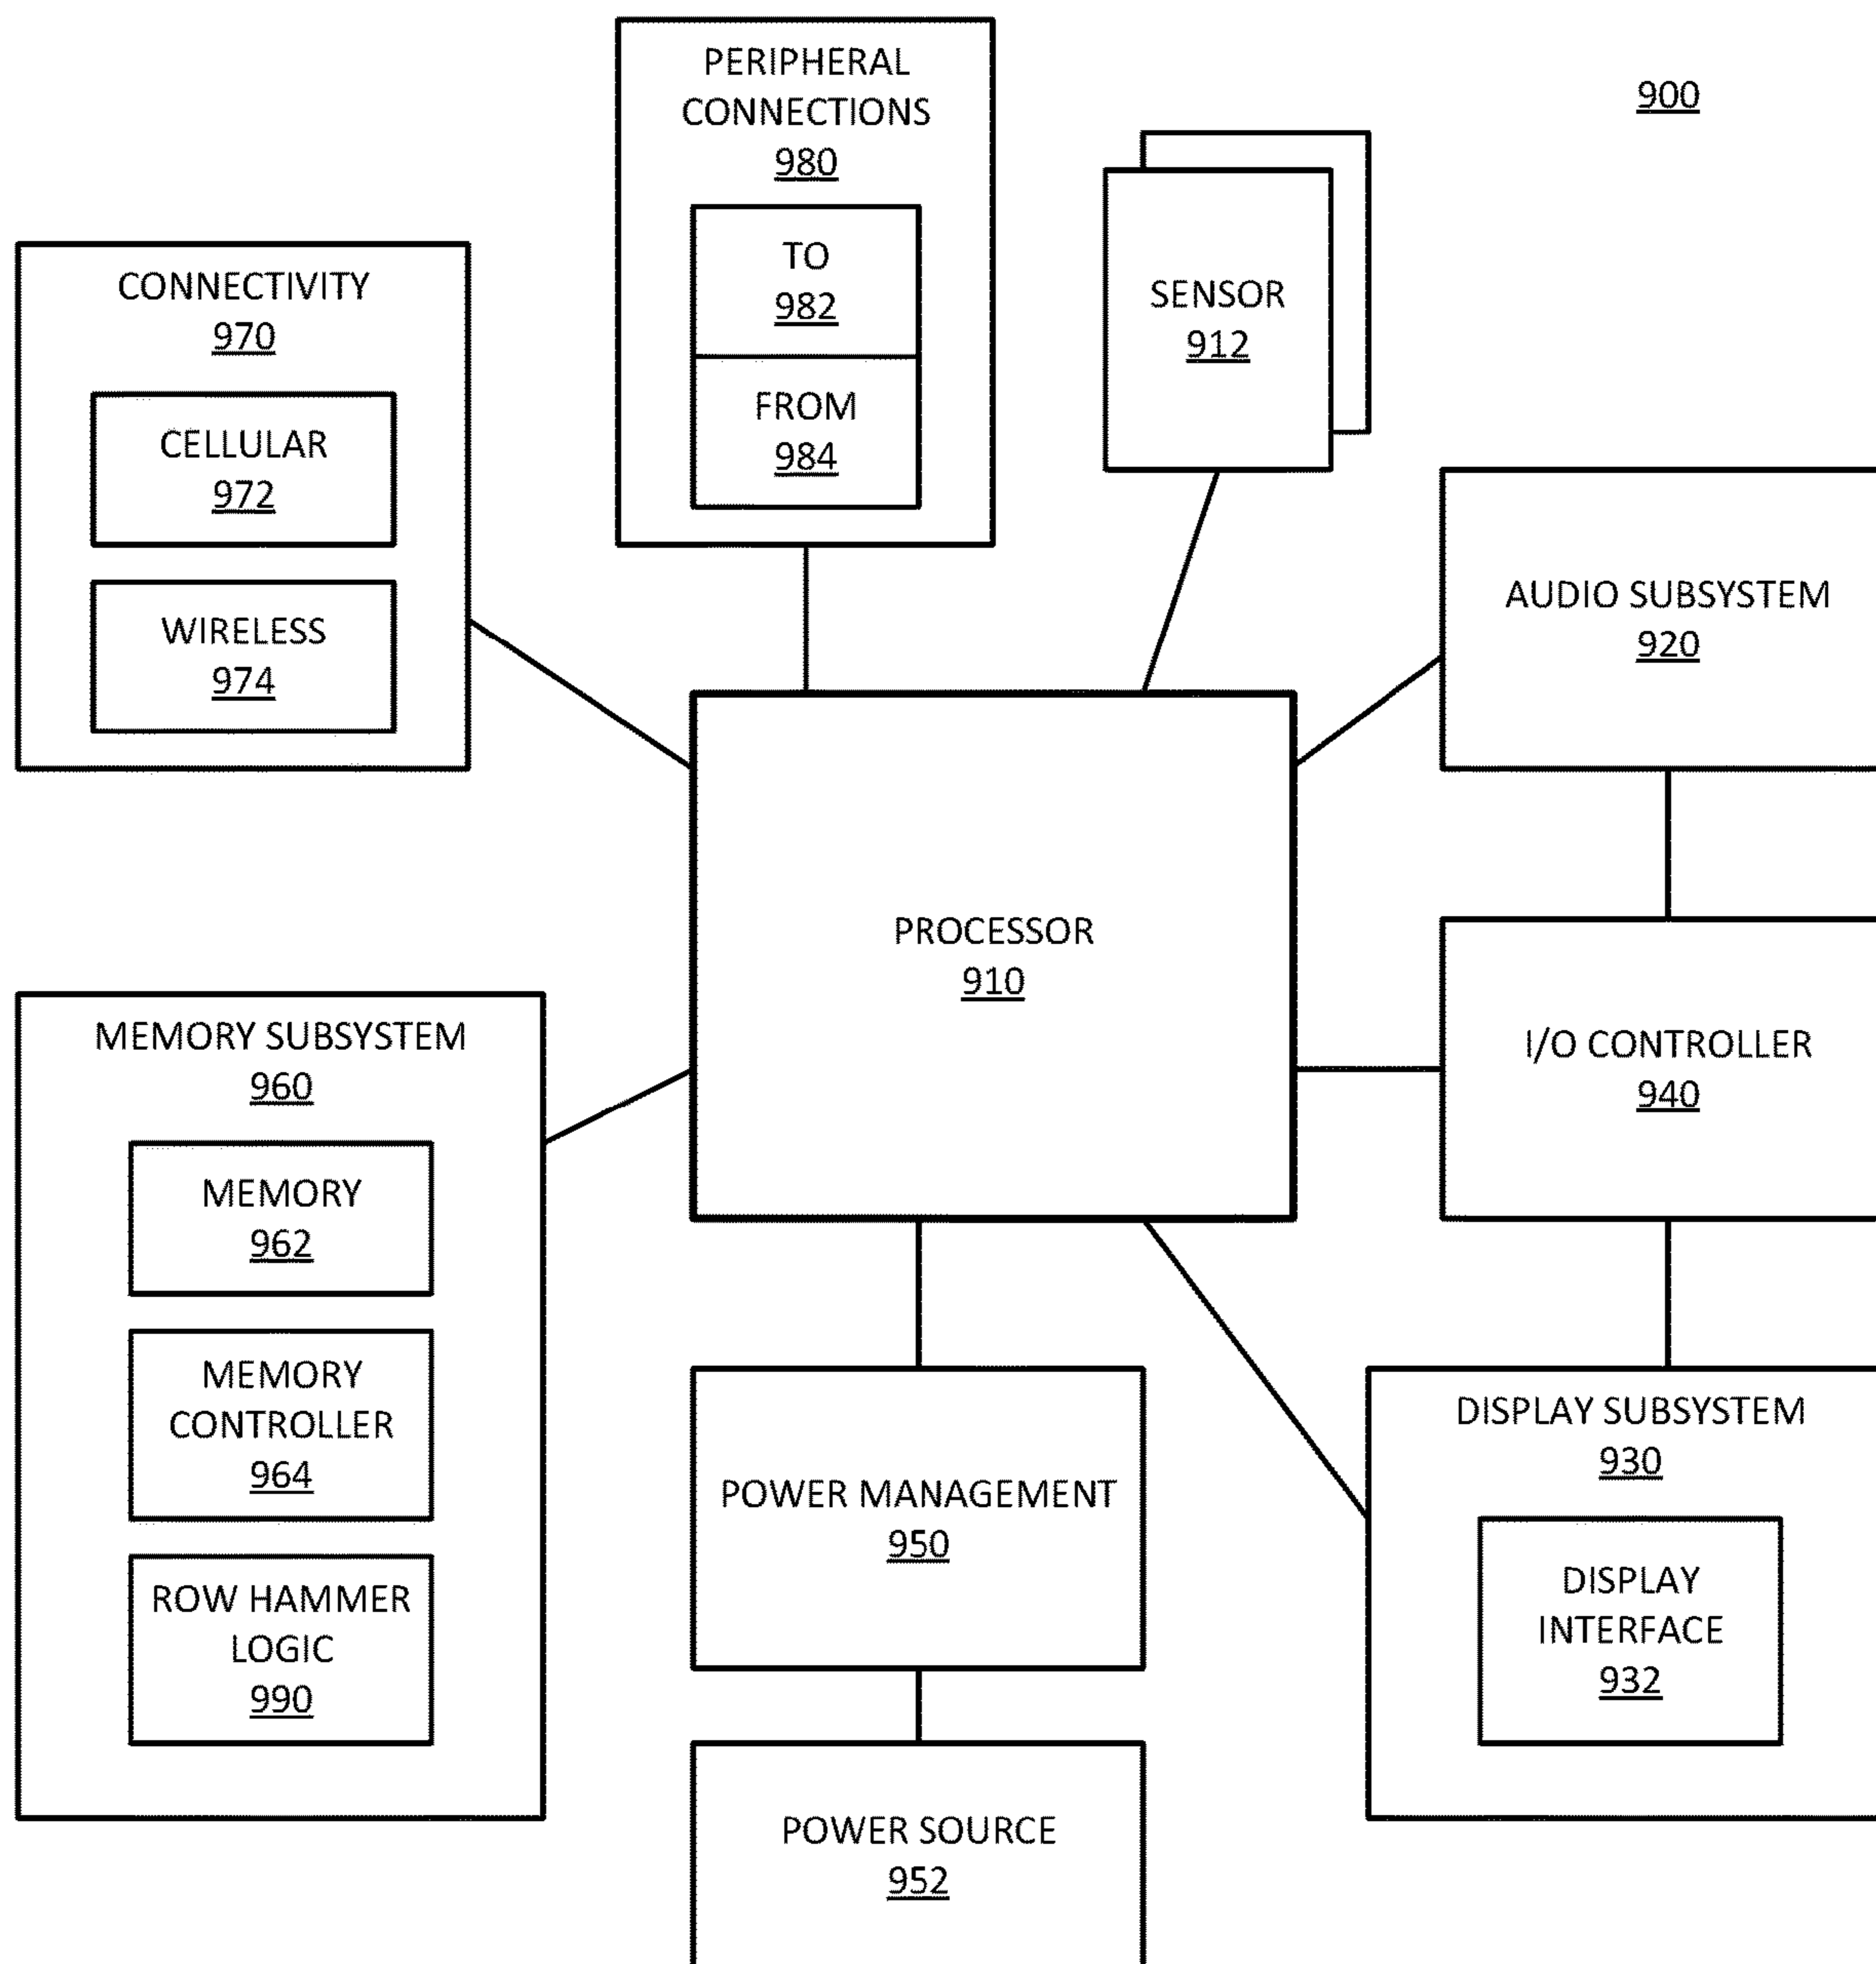 PERIPHERAL
CONNECTIONS
980
TO
982
FROM
984
900
SENSOR
912
CONNECTIVITY
970
CELLULAR
972
WIRELESS
974
AUDIO SUBSYSTEM
920
PROCESSOR
910
I/O CONTROLLER
940
MEMORY SUBSYSTEM
960
MEMORY
962
MEMORY
CONTROLLER
964
ROW HAMMER
LOGIC
990
POWER MANAGEMENT
950
POWER SOURCE
952
DISPLAY SUBSYSTEM
930
DISPLAY
INTERFACE
932